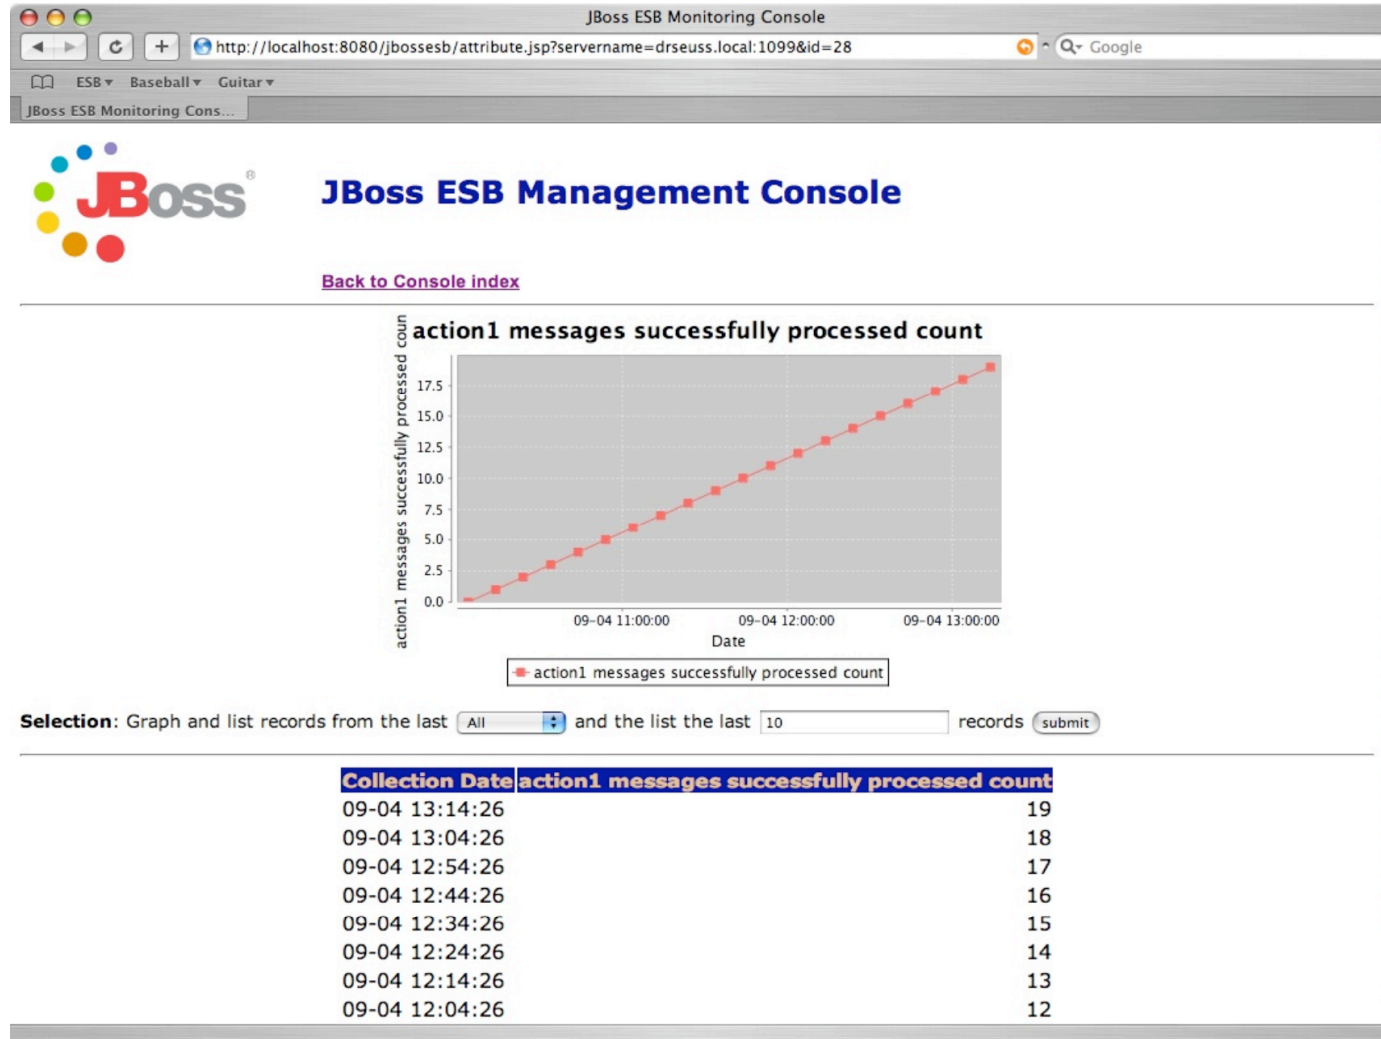 JBoss ESB Monitoring Console
http://localhost:8080/jbossesb/attribute.jsp?servername=drseuss.local:1099&id=28
Google
ESB Baseball Guitar
JBoss ESB Monitoring Cons...
JBoss®
JBoss ESB Management Console
Back to Console index
action1 messages successfully processed count
action1 messages successfully processed coun
17.5
15.0
12.5
10.0
7.5
5.0
2.5
0.0
09-04 11:00:00 09-04 12:00:00 09-04 13:00:00
Date
action1 messages successfully processed count
Selection: Graph and list records from the last All and the list the last 10 records submit
Collection Date action1 messages successfully processed count
09-04 13:14:26 19
09-04 13:04:26 18
09-04 12:54:26 17
09-04 12:44:26 16
09-04 12:34:26 15
09-04 12:24:26 14
09-04 12:14:26 13
09-04 12:04:26 12